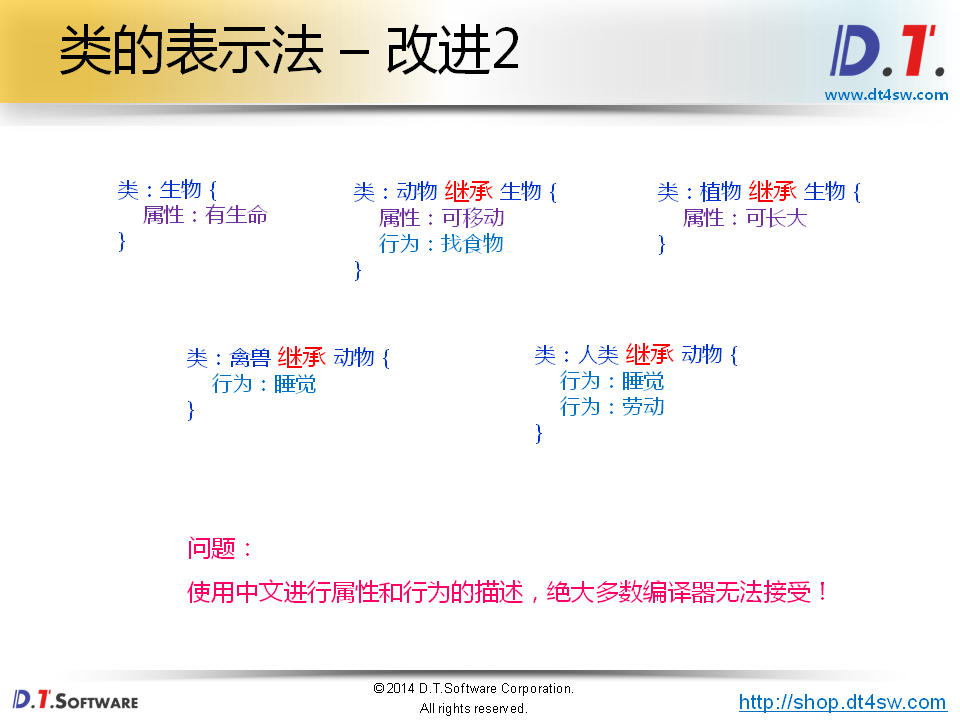 类的表示法 – 改进2
D.T.
www.dt4sw.com
类：生物 {
属性：有生命
}
类：动物 继承 生物 {
属性：可移动
行为：找食物
}
类：植物 继承 生物 {
属性：可长大
}
类：禽兽 继承 动物 {
行为：睡觉
}
类：人类 继承 动物 {
行为：睡觉
行为：劳动
}
问题：
使用中文进行属性和行为的描述，绝大多数编译器无法接受！
D.T.SOFTWARE
©2014 D.T.Software Corporation.
All rights reserved.
http://shop.dt4sw.com